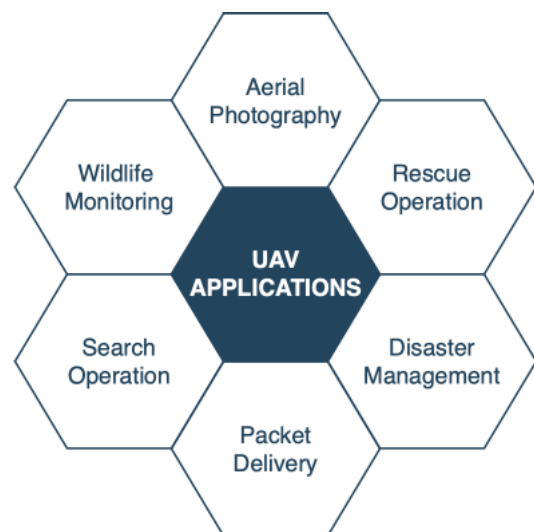 Aerial
Photography
Wildlife
Monitoring
Rescue
Operation
UAV
APPLICATIONS
Search
Operation
Disaster
Management
Packet
Delivery